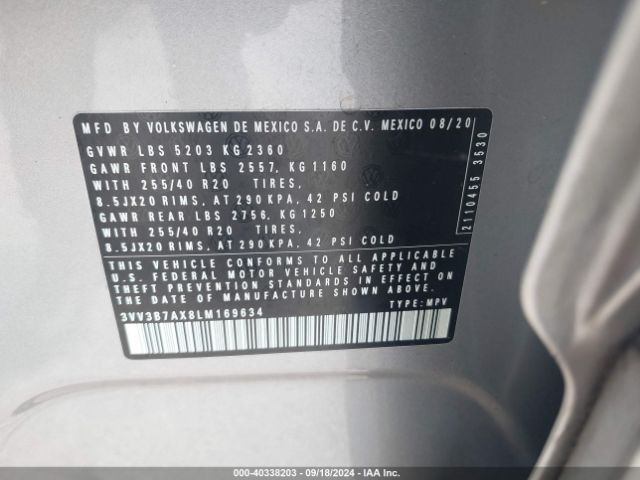 MFD BY VOLKSWAGEN DE MEXICO S.A. DE C.V. MEXICO 08/20
GVWR LBS 5203 KG 2360
GAWR FRONT LBS 2557, KG 1160
WITH 255/40 R20 TIRES,
8.5JX20 RIMS, AT 290 KPA, 42 PSI COLD
GAWR REAR LBS 2756, KG 1250
WITH 255/40 R20 TIRES,
8.5JX20 RIMS, AT 290 KPA, 42 PSI COLD
2110455 3530
THIS VEHICLE CONFORMS TO ALL APPLICABLE
U.S. FEDERAL MOTOR VEHICLE SAFETY AND
THEFT PREVENTION STANDARDS IN EFFECT ON
THE DATE OF MANUFACTURE SHOWN ABOVE.
3VV3B7AX8LM169634 TYPE: MPV
000-40338203 - 09/18/2024 - IAA Inc.